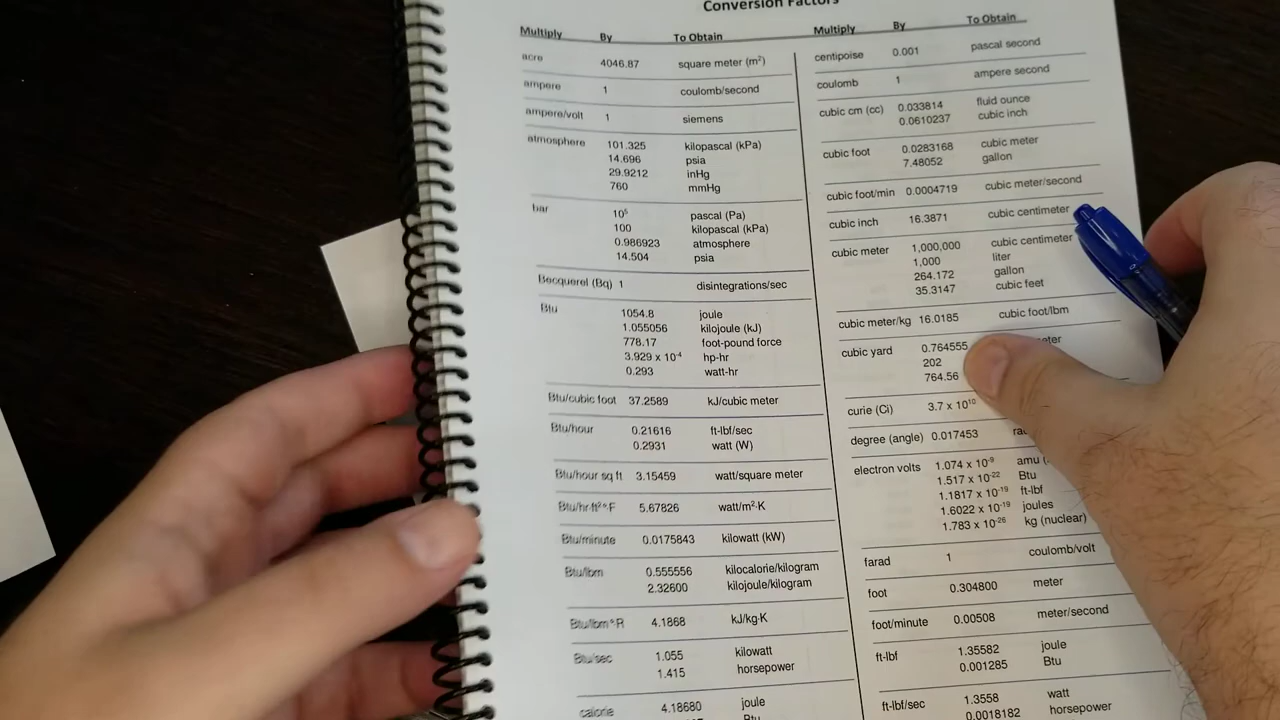 Conversion Factors
Multiply By To Obtain
acre 4046.87 square meter (m²)
ampere 1 coulomb/second
ampere/volt 1 siemens
atmosphere 101.325 kilopascal (kPa)
14.696 psia
29.9212 inHg
760 mmHg
bar 10⁵ pascal (Pa)
100 kilopascal (kPa)
0.986923 atmosphere
14.504 psia
Becquerel (Bq) 1 disintegrations/sec
Btu 1054.8 joule
1.055056 kilojoule (kJ)
778.17 foot-pound force
3.929 x 10⁻⁴ hp-hr
0.293 watt-hr
Btu/cubic foot 37.2589 kJ/cubic meter
Btu/hour 0.21616 ft-lbf/sec
0.2931 watt (W)
Btu/hour sq ft 3.15459 watt/square meter
Btu/hr·ft²·°F 5.67826 watt/m²·K
Btu/minute 0.0175843 kilowatt (kW)
Btu/lbm 0.555556 kilocalorie/kilogram
2.32600 kilojoule/kilogram
Btu/lbm·°R 4.1868 kJ/kg·K
Btu/sec 1.055 kilowatt
1.415 horsepower
calorie 4.18680 joule
Btu
Multiply By To Obtain
centipoise 0.001 pascal second
coulomb 1 ampere second
cubic cm (cc) 0.033814 fluid ounce
0.0610237 cubic inch
cubic foot 0.0283168 cubic meter
7.48052 gallon
cubic foot/min 0.0004719 cubic meter/second
cubic inch 16.3871 cubic centimeter
cubic meter 1,000,000 cubic centimeter
1,000 liter
264.172 gallon
35.3147 cubic feet
cubic meter/kg 16.0185 cubic foot/lbm
cubic yard 0.764555
202
764.56
curie (Ci) 3.7 x 10¹⁰
degree (angle) 0.017453
electron volts 1.074 x 10⁻⁹ amu
1.517 x 10⁻²² Btu
1.1817 x 10⁻¹⁹ ft-lbf
1.6022 x 10⁻¹⁹ joules
1.783 x 10⁻²⁶ kg (nuclear)
farad 1 coulomb/volt
foot 0.304800 meter
foot/minute 0.00508 meter/second
ft-lbf 1.35582 joule
0.001285 Btu
ft-lbf/sec 1.3558 watt
0.0018182 horsepower